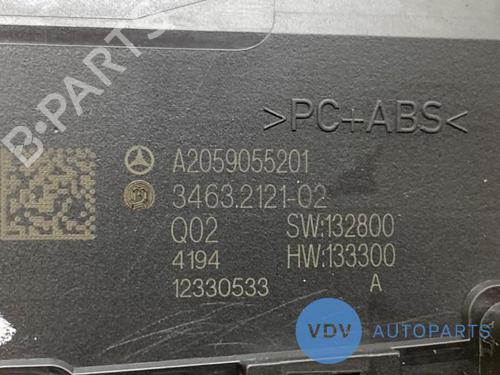 >PC+ABS<
A2059055201
3463.2121-02
Q02 SW:132800
4194 HW:133300
12330533 A
B-PARTS
VDV AUTOPARTS